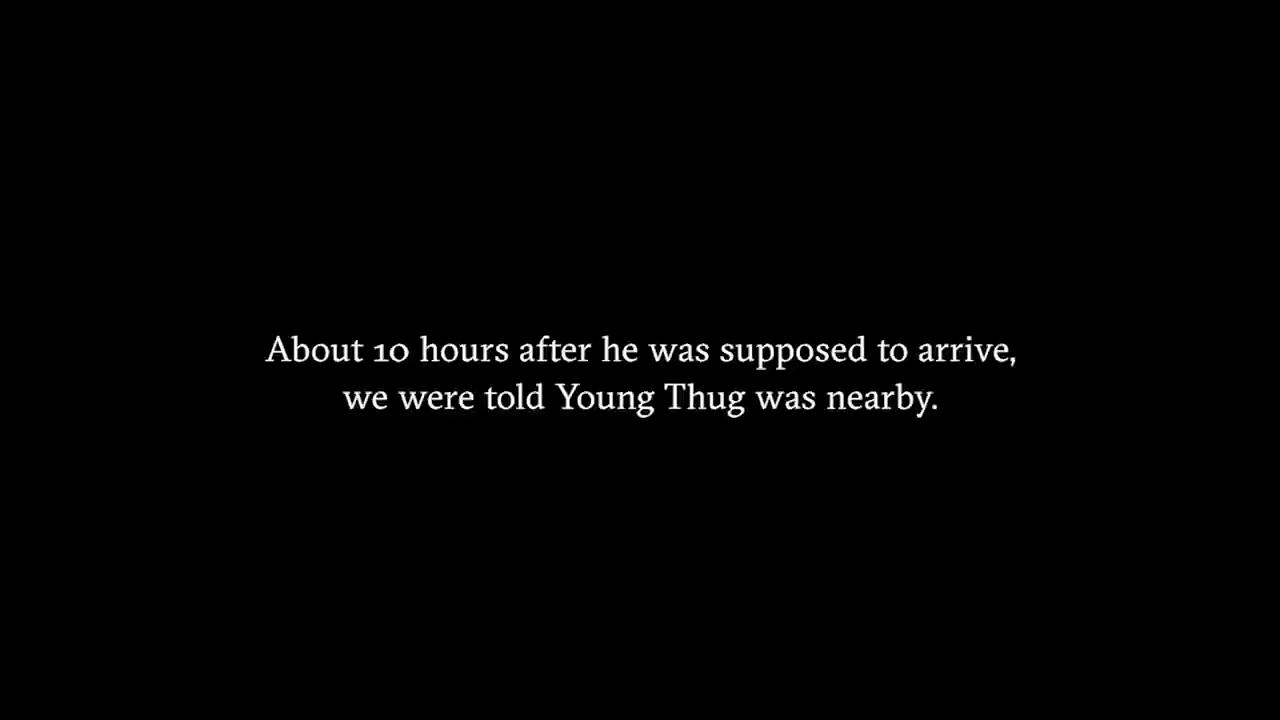 About 10 hours after he was supposed to arrive,
we were told Young Thug was nearby.